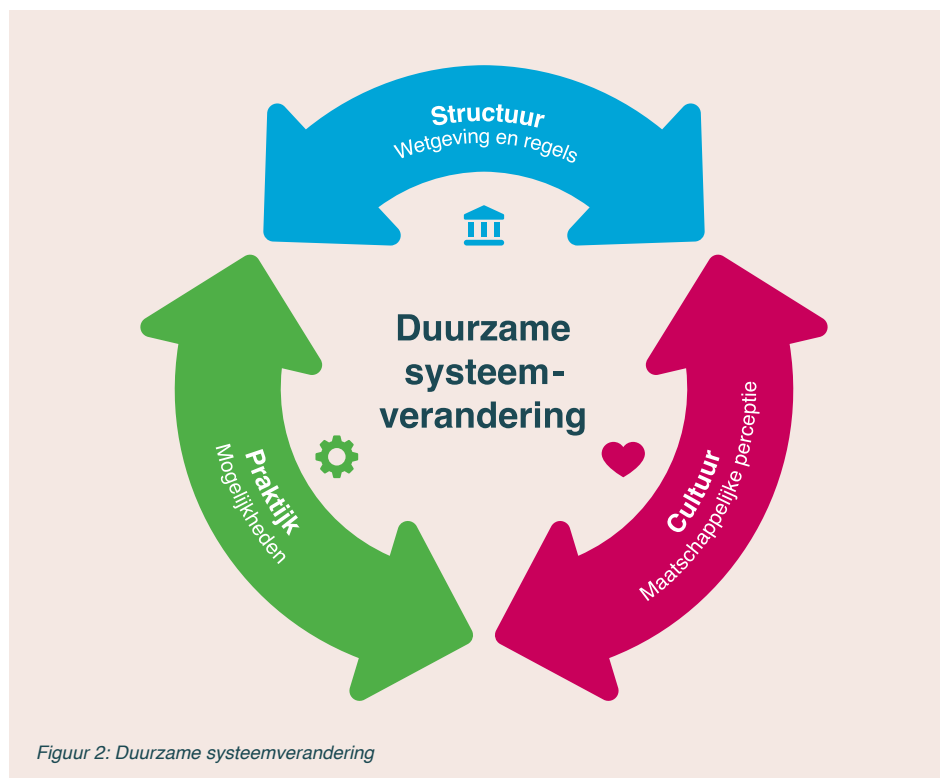 Structuur
Wetgeving en regels
Duurzame
systeem-
verandering
Praktijk
Mogelijkheden
Cultuur
Maatschappelijke perceptie
Figuur 2: Duurzame systeemverandering